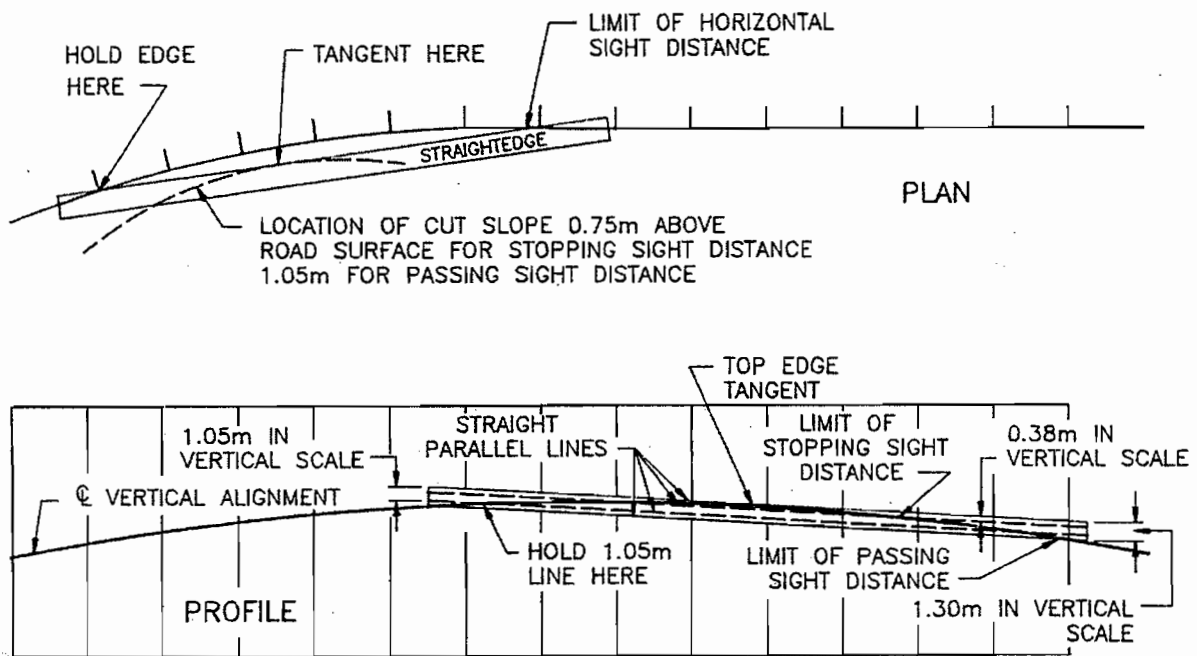 LIMIT OF HORIZONTAL
SIGHT DISTANCE
HOLD EDGE
HERE
TANGENT HERE
STRAIGHTEDGE
PLAN
LOCATION OF CUT SLOPE 0.75m ABOVE
ROAD SURFACE FOR STOPPING SIGHT DISTANCE
1.05m FOR PASSING SIGHT DISTANCE
TOP EDGE
TANGENT
1.05m IN
VERTICAL SCALE
STRAIGHT
PARALLEL LINES
LIMIT OF
STOPPING SIGHT
DISTANCE
0.38m IN
VERTICAL SCALE
℄ VERTICAL ALIGNMENT
HOLD 1.05m
LINE HERE
LIMIT OF PASSING
SIGHT DISTANCE
1.30m IN VERTICAL
SCALE
PROFILE